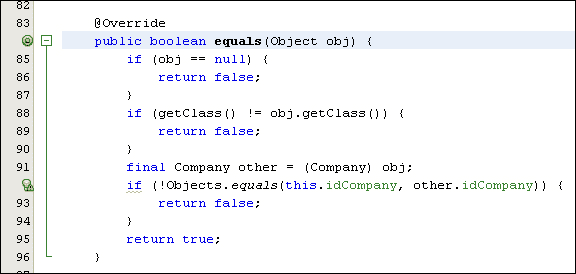 82
83 @Override
public boolean equals(Object obj) {
85 if (obj == null) {
86 return false;
87 }
88 if (getClass() != obj.getClass()) {
89 return false;
90 }
91 final Company other = (Company) obj;
if (!Objects.equals(this.idCompany, other.idCompany)) {
93 return false;
94 }
95 return true;
96 }
97